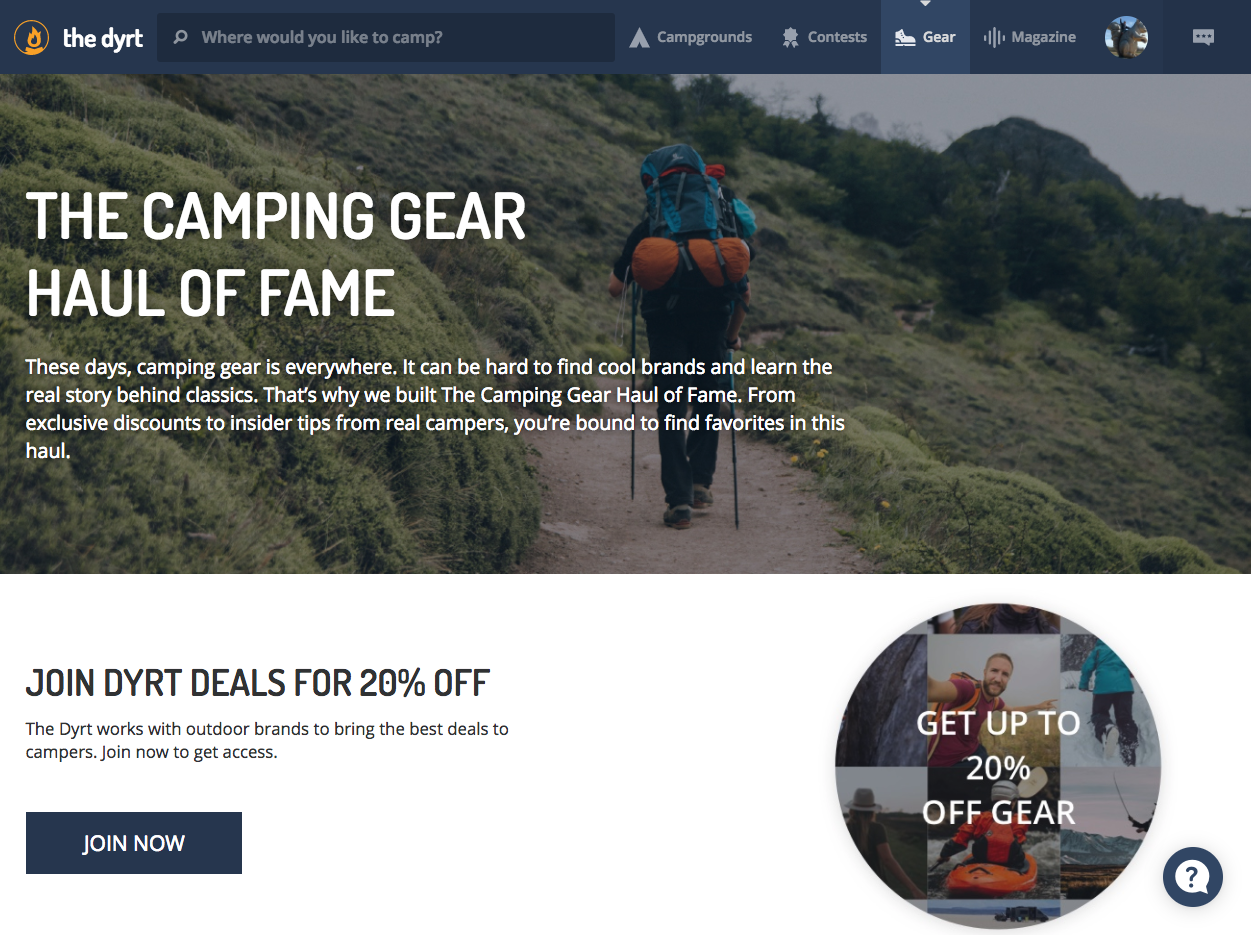 the dyrt
Where would you like to camp?
Campgrounds
Contests
Gear
Magazine
THE CAMPING GEAR
HAUL OF FAME
These days, camping gear is everywhere. It can be hard to find cool brands and learn the
real story behind classics. That’s why we built The Camping Gear Haul of Fame. From
exclusive discounts to insider tips from real campers, you’re bound to find favorites in this
haul.
JOIN DYRT DEALS FOR 20% OFF
The Dyrt works with outdoor brands to bring the best deals to
campers. Join now to get access.
JOIN NOW
GET UP TO
20%
OFF GEAR
?